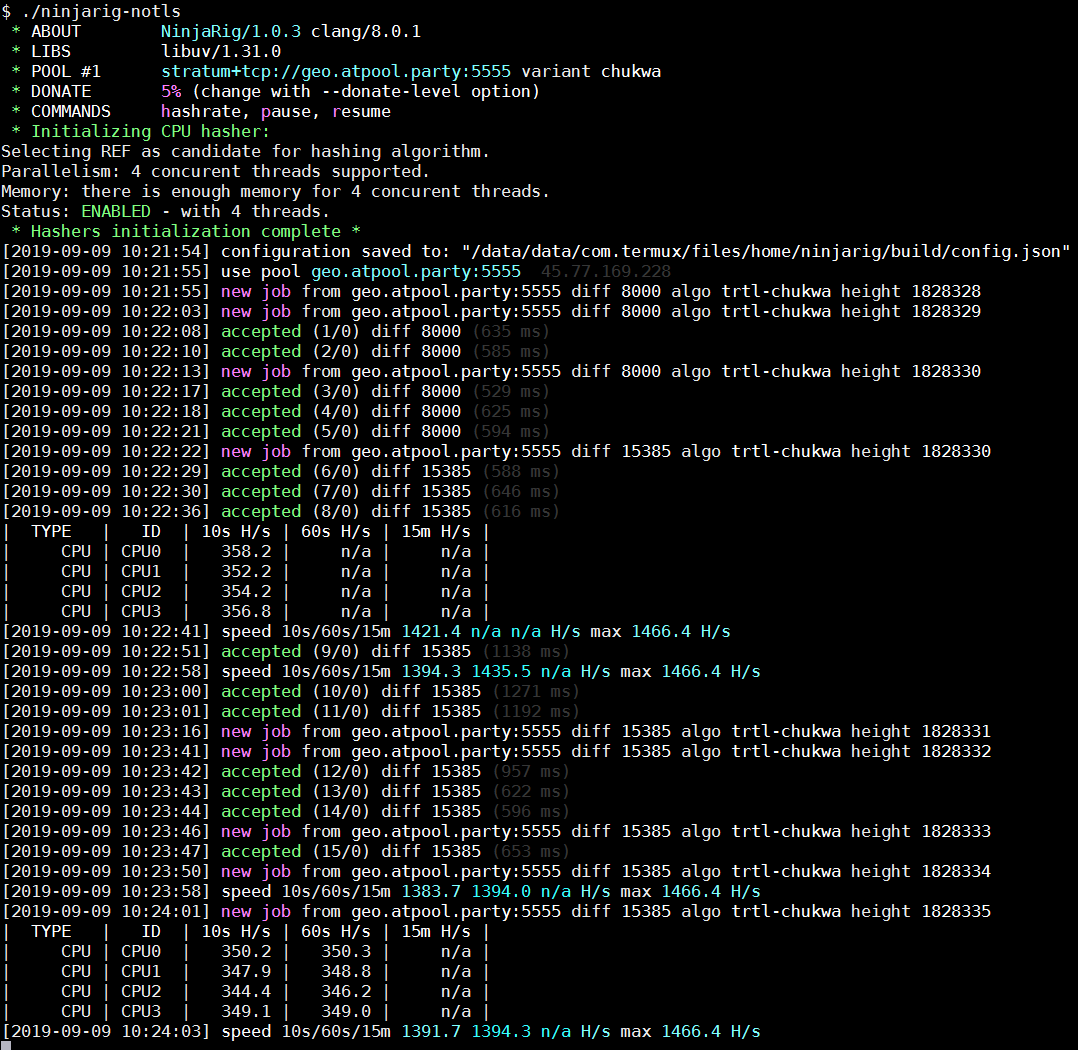 $ ./ninjarig-notls
* ABOUT NinjaRig/1.0.3 clang/8.0.1
* LIBS libuv/1.31.0
* POOL #1 stratum+tcp://geo.atpool.party:5555 variant chukwa
* DONATE 5% (change with --donate-level option)
* COMMANDS hashrate, pause, resume
* Initializing CPU hasher:
Selecting REF as candidate for hashing algorithm.
Parallelism: 4 concurent threads supported.
Memory: there is enough memory for 4 concurent threads.
Status: ENABLED - with 4 threads.
* Hashers initialization complete *
[2019-09-09 10:21:54] configuration saved to: "/data/data/com.termux/files/home/ninjarig/build/config.json"
[2019-09-09 10:21:55] use pool geo.atpool.party:5555 45.77.169.228
[2019-09-09 10:21:55] new job from geo.atpool.party:5555 diff 8000 algo trtl-chukwa height 1828328
[2019-09-09 10:22:03] new job from geo.atpool.party:5555 diff 8000 algo trtl-chukwa height 1828329
[2019-09-09 10:22:08] accepted (1/0) diff 8000 (635 ms)
[2019-09-09 10:22:10] accepted (2/0) diff 8000 (585 ms)
[2019-09-09 10:22:13] new job from geo.atpool.party:5555 diff 8000 algo trtl-chukwa height 1828330
[2019-09-09 10:22:17] accepted (3/0) diff 8000 (529 ms)
[2019-09-09 10:22:18] accepted (4/0) diff 8000 (625 ms)
[2019-09-09 10:22:21] accepted (5/0) diff 8000 (594 ms)
[2019-09-09 10:22:22] new job from geo.atpool.party:5555 diff 15385 algo trtl-chukwa height 1828330
[2019-09-09 10:22:29] accepted (6/0) diff 15385 (588 ms)
[2019-09-09 10:22:30] accepted (7/0) diff 15385 (646 ms)
[2019-09-09 10:22:36] accepted (8/0) diff 15385 (616 ms)
| TYPE | ID | 10s H/s | 60s H/s | 15m H/s |
| CPU | CPU0 | 358.2 | n/a | n/a |
| CPU | CPU1 | 352.2 | n/a | n/a |
| CPU | CPU2 | 354.2 | n/a | n/a |
| CPU | CPU3 | 356.8 | n/a | n/a |
[2019-09-09 10:22:41] speed 10s/60s/15m 1421.4 n/a n/a H/s max 1466.4 H/s
[2019-09-09 10:22:51] accepted (9/0) diff 15385 (1138 ms)
[2019-09-09 10:22:58] speed 10s/60s/15m 1394.3 1435.5 n/a H/s max 1466.4 H/s
[2019-09-09 10:23:00] accepted (10/0) diff 15385 (1271 ms)
[2019-09-09 10:23:01] accepted (11/0) diff 15385 (1192 ms)
[2019-09-09 10:23:16] new job from geo.atpool.party:5555 diff 15385 algo trtl-chukwa height 1828331
[2019-09-09 10:23:41] new job from geo.atpool.party:5555 diff 15385 algo trtl-chukwa height 1828332
[2019-09-09 10:23:42] accepted (12/0) diff 15385 (957 ms)
[2019-09-09 10:23:43] accepted (13/0) diff 15385 (622 ms)
[2019-09-09 10:23:44] accepted (14/0) diff 15385 (596 ms)
[2019-09-09 10:23:46] new job from geo.atpool.party:5555 diff 15385 algo trtl-chukwa height 1828333
[2019-09-09 10:23:47] accepted (15/0) diff 15385 (653 ms)
[2019-09-09 10:23:50] new job from geo.atpool.party:5555 diff 15385 algo trtl-chukwa height 1828334
[2019-09-09 10:23:58] speed 10s/60s/15m 1383.7 1394.0 n/a H/s max 1466.4 H/s
[2019-09-09 10:24:01] new job from geo.atpool.party:5555 diff 15385 algo trtl-chukwa height 1828335
| TYPE | ID | 10s H/s | 60s H/s | 15m H/s |
| CPU | CPU0 | 350.2 | 350.3 | n/a |
| CPU | CPU1 | 347.9 | 348.8 | n/a |
| CPU | CPU2 | 344.4 | 346.2 | n/a |
| CPU | CPU3 | 349.1 | 349.0 | n/a |
[2019-09-09 10:24:03] speed 10s/60s/15m 1391.7 1394.3 n/a H/s max 1466.4 H/s